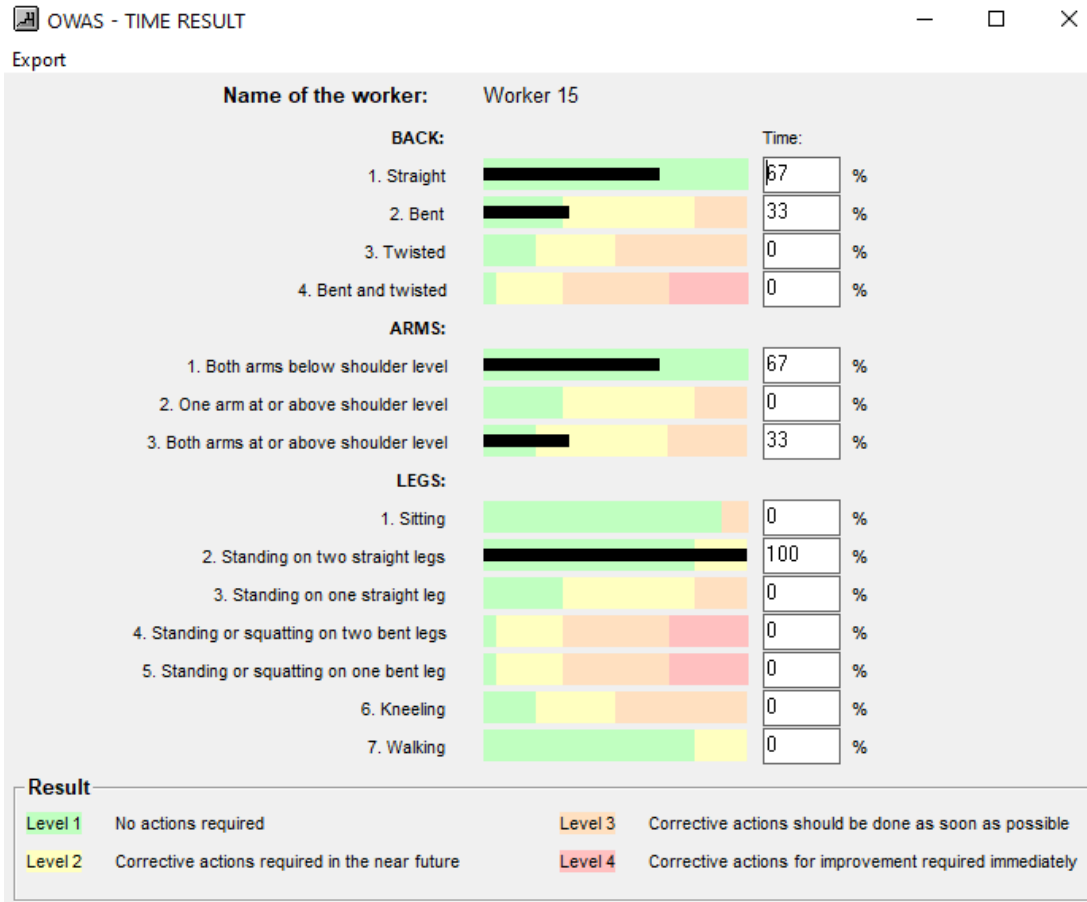 OWAS - TIME RESULT
Export
Name of the worker: Worker 15
BACK: Time:
1. Straight 67 %
2. Bent 33 %
3. Twisted 0 %
4. Bent and twisted 0 %
ARMS:
1. Both arms below shoulder level 67 %
2. One arm at or above shoulder level 0 %
3. Both arms at or above shoulder level 33 %
LEGS:
1. Sitting 0 %
2. Standing on two straight legs 100 %
3. Standing on one straight leg 0 %
4. Standing or squatting on two bent legs 0 %
5. Standing or squatting on one bent leg 0 %
6. Kneeling 0 %
7. Walking 0 %
Result
Level 1 No actions required Level 3 Corrective actions should be done as soon as possible
Level 2 Corrective actions required in the near future Level 4 Corrective actions for improvement required immediately